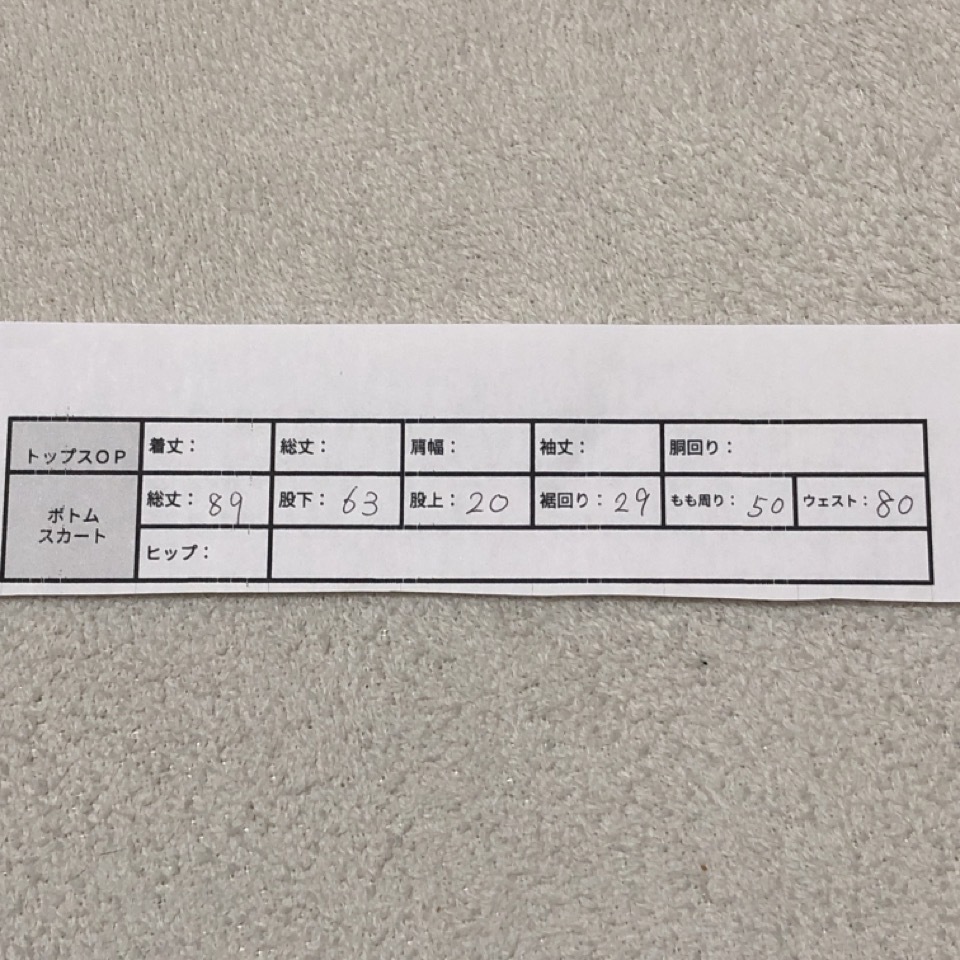 トップスOP 着丈： 総丈： 肩幅： 袖丈： 胴回り：
ボトム
スカート
総丈：89 股下：63 股上：20 裾回り：29 もも周り：50 ウェスト：80
ヒップ：